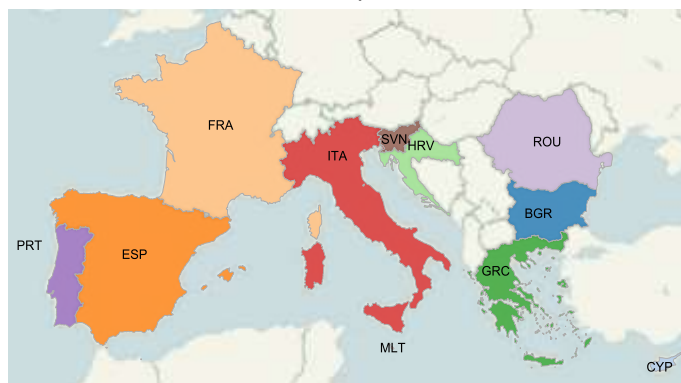 FRA
ITA
SVN
HRV
ROU
BGR
PRT
ESP
GRC
MLT
CYP